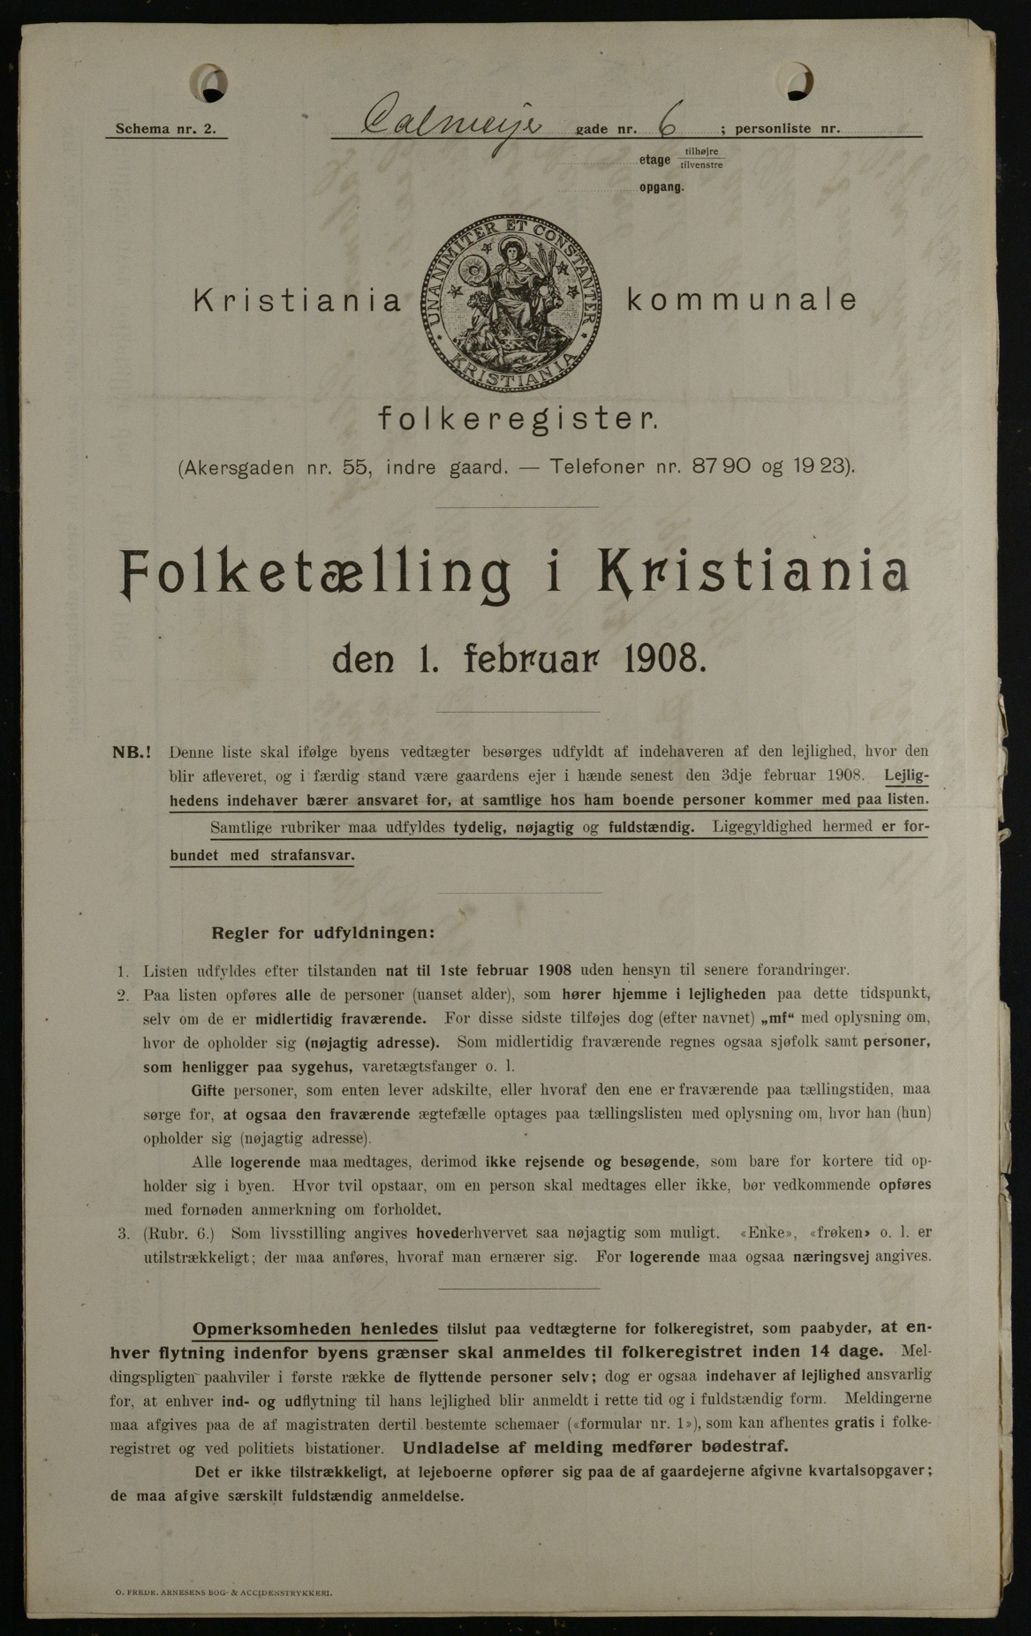 Schema nr. 2.
Calmeije gade nr. 6 ; personliste nr.
etage tilhøjre
tilvenstre
opgang.
UNANIMITER ET CONSTANTER
KRISTIANIA
Kristiania kommunale
folkeregister.
(Akersgaden nr. 55, indre gaard. — Telefoner nr. 87 90 og 19 23).
Folketælling i Kristiania
den 1. februar 1908.
NB.! Denne liste skal ifølge byens vedtægter besørges udfyldt af indehaveren af den lejlighed, hvor den
blir afleveret, og i færdig stand være gaardens ejer i hænde senest den 3dje februar 1908. Lejlig-
hedens indehaver bærer ansvaret for, at samtlige hos ham boende personer kommer med paa listen.
Samtlige rubriker maa udfyldes tydelig, nøjagtig og fuldstændig. Ligegyldighed hermed er for-
bundet med strafansvar.
Regler for udfyldningen:
1. Listen udfyldes efter tilstanden nat til 1ste februar 1908 uden hensyn til senere forandringer.
2. Paa listen opføres alle de personer (uanset alder), som hører hjemme i lejligheden paa dette tidspunkt,
selv om de er midlertidig fraværende. For disse sidste tilføjes dog (efter navnet) „mf“ med oplysning om,
hvor de opholder sig (nøjagtig adresse). Som midlertidig fraværende regnes ogsaa sjøfolk samt personer,
som henligger paa sygehus, varetægtsfanger o. l.
Gifte personer, som enten lever adskilte, eller hvoraf den ene er fraværende paa tællingstiden, maa
sørge for, at ogsaa den fraværende ægtefælle optages paa tællingslisten med oplysning om, hvor han (hun)
opholder sig (nøjagtig adresse).
Alle logerende maa medtages, derimod ikke rejsende og besøgende, som bare for kortere tid op-
holder sig i byen. Hvor tvil opstaar, om en person skal medtages eller ikke, bør vedkommende opføres
med fornøden anmerkning om forholdet.
3. (Rubr. 6.) Som livsstilling angives hovederhvervet saa nøjagtig som muligt. «Enke», «frøken» o. l. er
utilstrækkeligt; der maa anføres, hvoraf man ernærer sig. For logerende maa ogsaa næringsvej angives.
Opmerksomheden henledes tilslut paa vedtægterne for folkeregistret, som paabyder, at en-
hver flytning indenfor byens grænser skal anmeldes til folkeregistret inden 14 dage. Mel-
dingspligten paahviler i første række de flyttende personer selv; dog er ogsaa indehaver af lejlighed ansvarlig
for, at enhver ind- og udflytning til hans lejlighed blir anmeldt i rette tid og i fuldstændig form. Meldingerne
maa afgives paa de af magistraten dertil bestemte schemaer («formular nr. 1»), som kan afhentes gratis i folke-
registret og ved politiets bistationer. Undladelse af melding medfører bødestraf.
Det er ikke tilstrækkeligt, at lejeboerne opfører sig paa de af gaardejerne afgivne kvartalsopgaver;
de maa afgive særskilt fuldstændig anmeldelse.
O. FREDR. ARNESENS BOG- & ACCIDENSTRYKKERI.